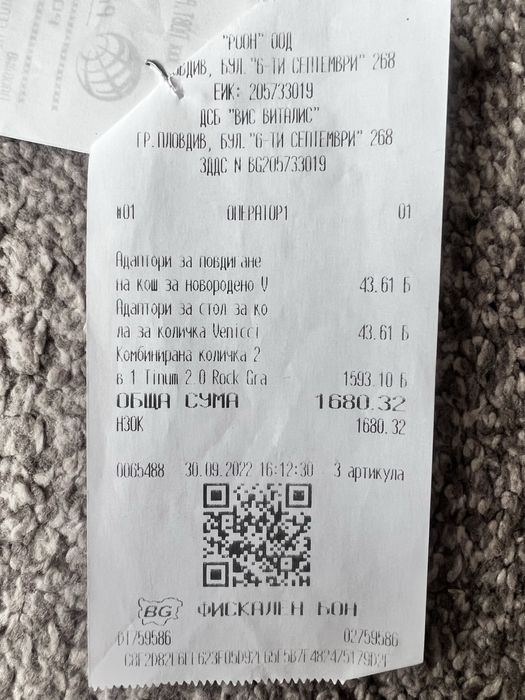 "РООН" ООД
ПЛОВДИВ, БУЛ."6-ТИ СЕПТЕМВРИ" 268
ЕИК: 205733019
ДСБ "ВИС ВИТАЛИС"
ГР.ПЛОВДИВ, БУЛ."6-ТИ СЕПТЕМВРИ" 268
ЗДДС N BG205733019
#01 ОПЕРАТОР1 01
Адаптори за повдигане
на кош за новородено V 43.61 Б
Адаптори за стол за ко
ла за количка Venicci 43.61 Б
Комбинирана количка 2
в 1 Tinum 2.0 Rock Gra 1593.10 Б
ОБЩА СУМА 1680.32
НЗОК 1680.32
0065488 30.09.2022 16:12:30 3 артикула
BG ФИСКАЛЕН БОН
01759586 02759586